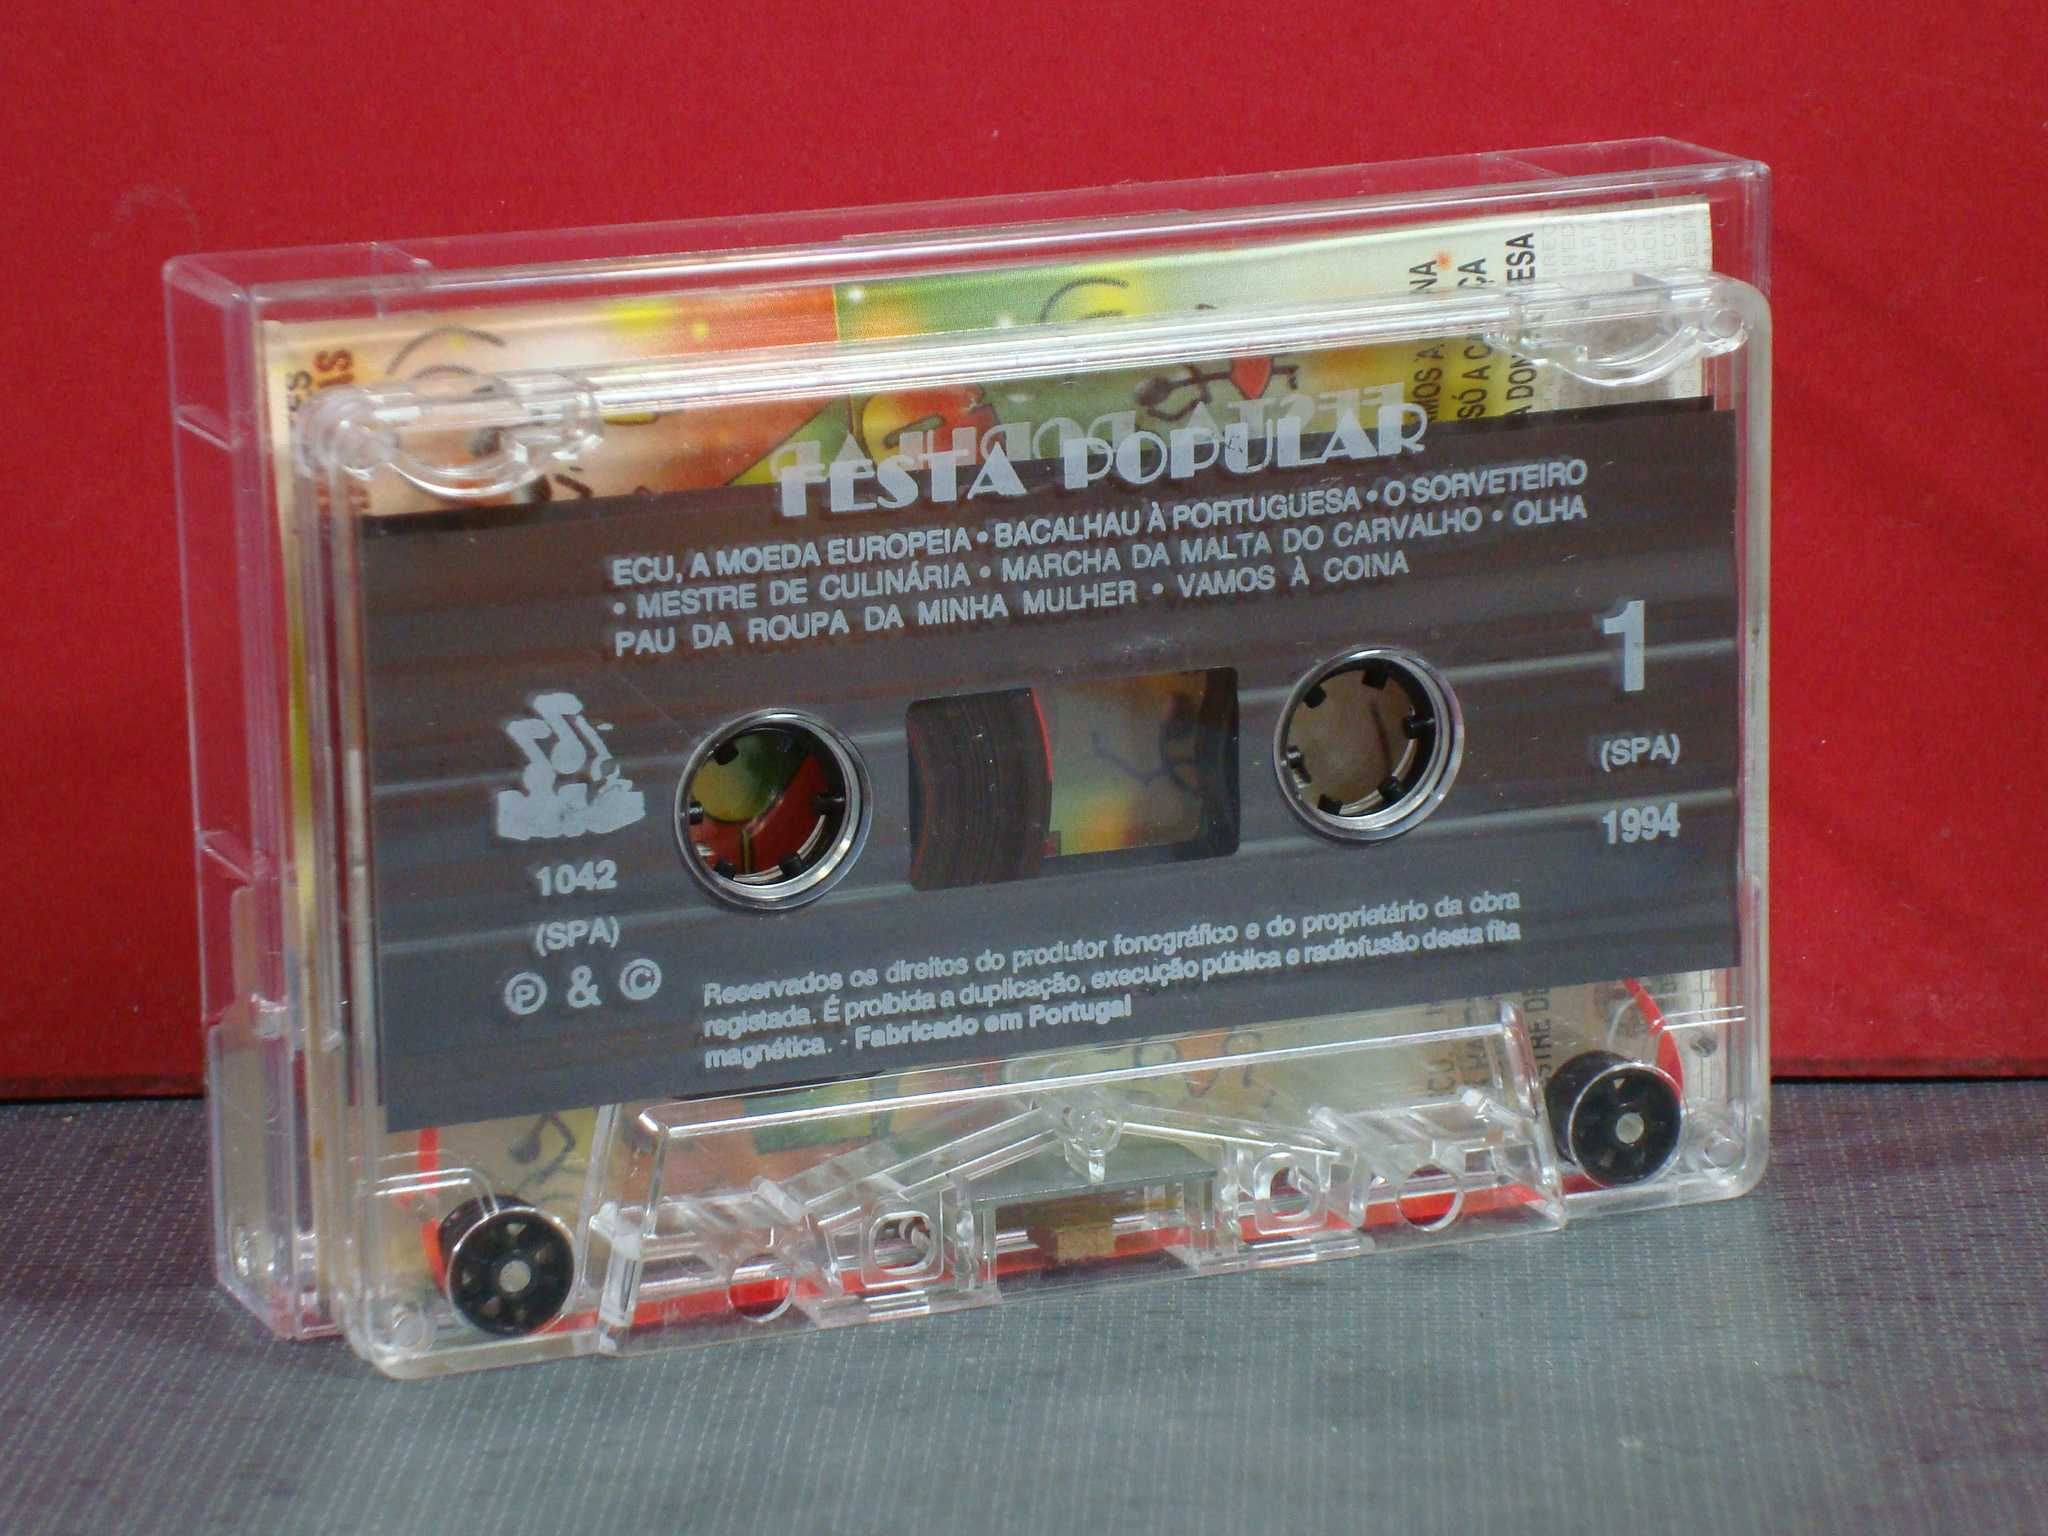 FESTA POPULAR
ECU, A MOEDA EUROPEIA • BACALHAU À PORTUGUESA • O SORVETEIRO
• MESTRE DE CULINÁRIA • MARCHA DA MALTA DO CARVALHO • OLHA
PAU DA ROUPA DA MINHA MULHER • VAMOS À COINA
1
(SPA)
1994
1042
(SPA)
Ⓟ & ©
Reservados os direitos do produtor fonográfico e do proprietário da obra
registada. É proibida a duplicação, execução pública e radiofusão desta fita
magnética. - Fabricado em Portugal